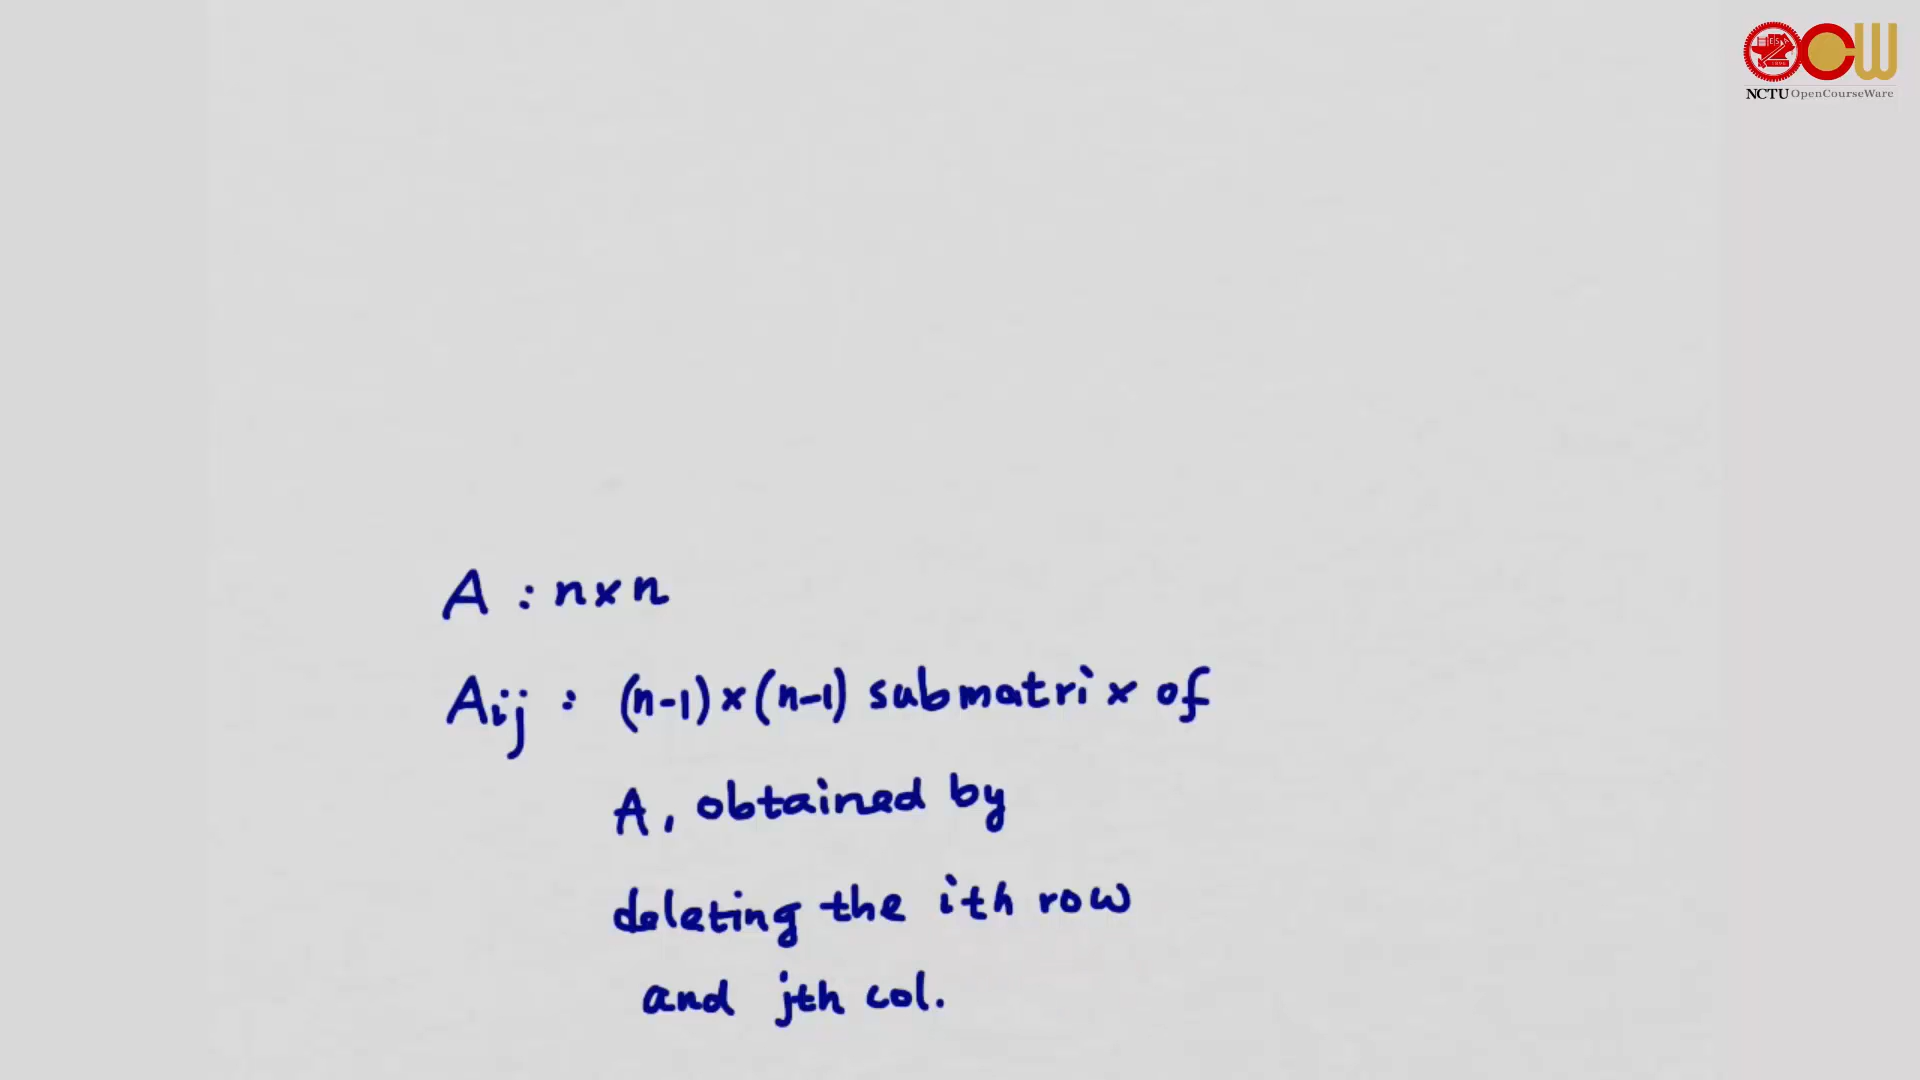 NCTU OpenCourseWare
A : n×n
Aij : (n-1)×(n-1) submatrix of
A, obtained by
deleting the ith row
and jth col.